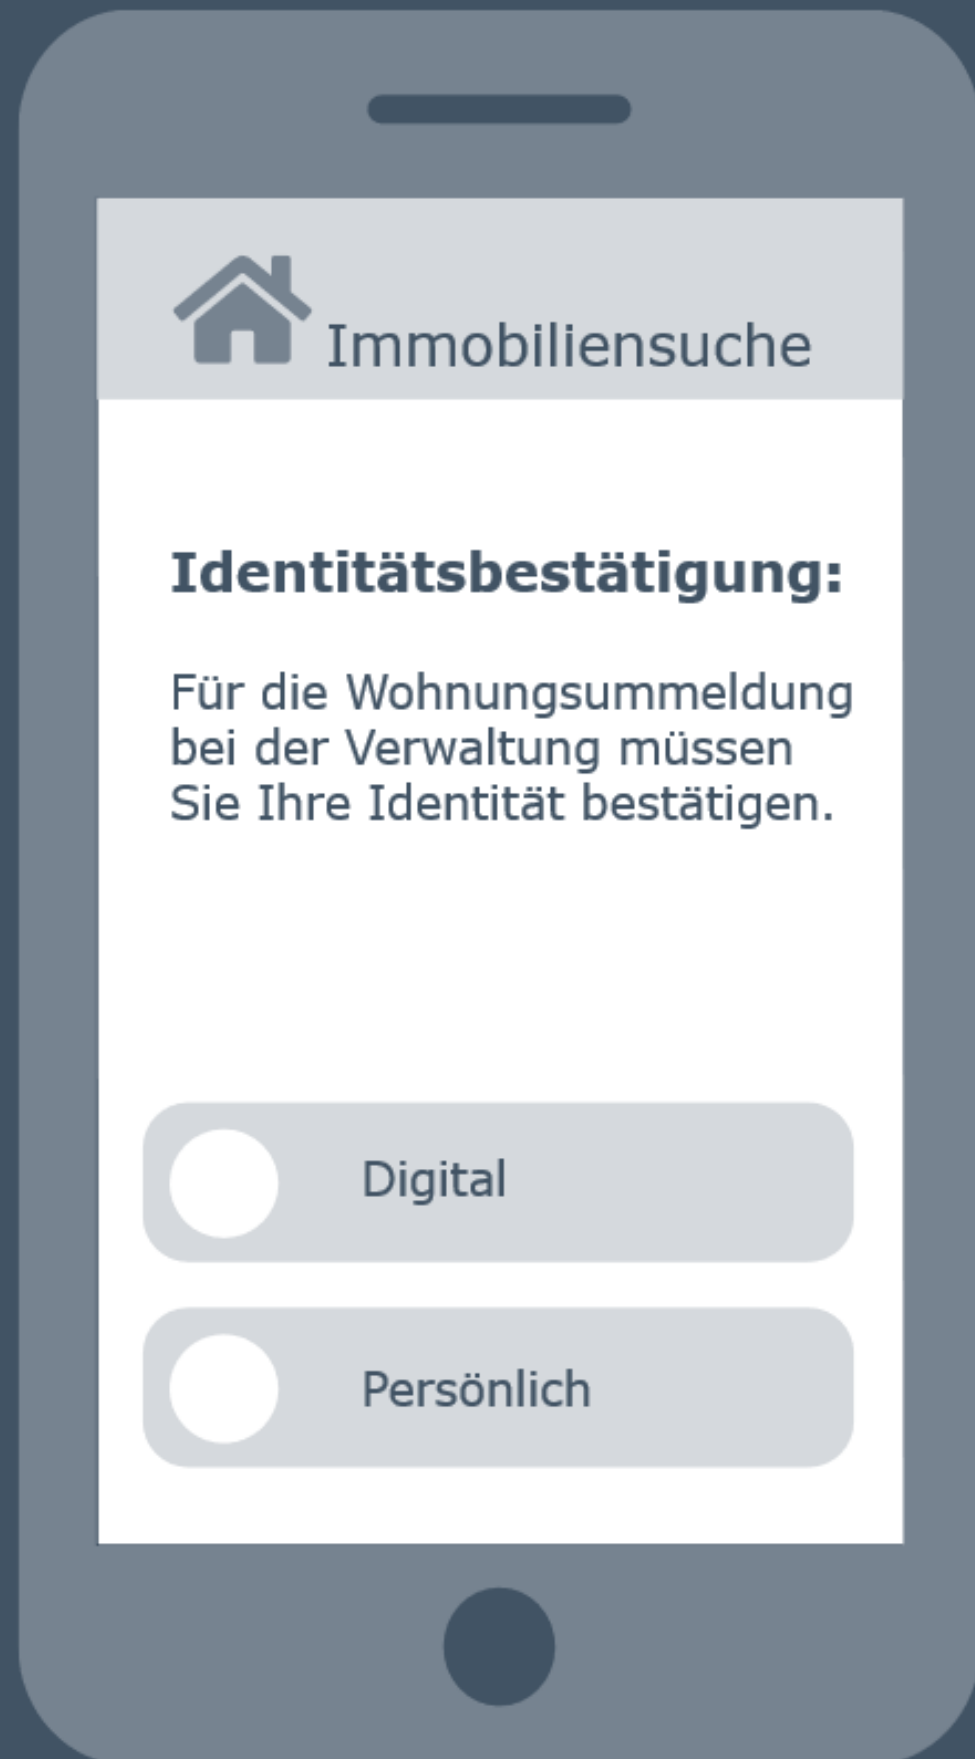 Immobiliensuche
Identitätsbestätigung:
Für die Wohnungsummeldung
bei der Verwaltung müssen
Sie Ihre Identität bestätigen.
Digital
Persönlich